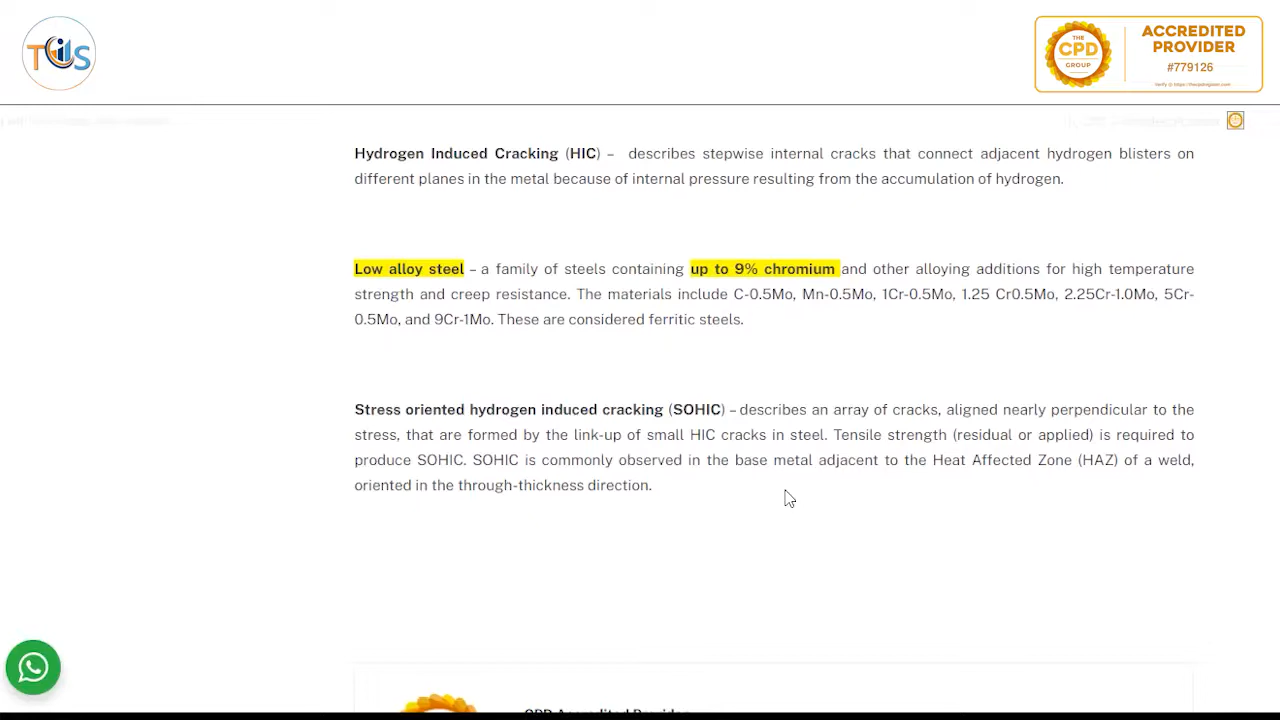 TCILS
THE
CPD
GROUP
ACCREDITED
PROVIDER
#779126
Hydrogen Induced Cracking (HIC) – describes stepwise internal cracks that connect adjacent hydrogen blisters on
different planes in the metal because of internal pressure resulting from the accumulation of hydrogen.
Low alloy steel – a family of steels containing up to 9% chromium and other alloying additions for high temperature
strength and creep resistance. The materials include C-0.5Mo, Mn-0.5Mo, 1Cr-0.5Mo, 1.25 Cr0.5Mo, 2.25Cr-1.0Mo, 5Cr-
0.5Mo, and 9Cr-1Mo. These are considered ferritic steels.
Stress oriented hydrogen induced cracking (SOHIC) – describes an array of cracks, aligned nearly perpendicular to the
stress, that are formed by the link-up of small HIC cracks in steel. Tensile strength (residual or applied) is required to
produce SOHIC. SOHIC is commonly observed in the base metal adjacent to the Heat Affected Zone (HAZ) of a weld,
oriented in the through-thickness direction.
CPD Accredited Provider